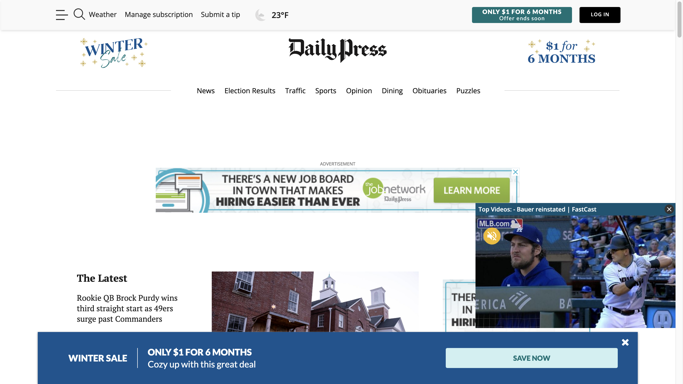 Weather
Manage subscription
Submit a tip
23°F
ONLY $1 FOR 6 MONTHS
Offer ends soon
LOG IN
WINTER
Sale
Daily Press
$1 for
6 MONTHS
News
Election Results
Traffic
Sports
Opinion
Dining
Obituaries
Puzzles
ADVERTISEMENT
THERE'S A NEW JOB BOARD
IN TOWN THAT MAKES
HIRING EASIER THAN EVER
the
jobnetwork
Daily Press
LEARN MORE
Top Videos: - Bauer reinstated | FastCast
MLB.com
ERICA
BA
The Latest
Rookie QB Brock Purdy wins
third straight start as 49ers
surge past Commanders
THER
IN
HIRIN
WINTER SALE
ONLY $1 FOR 6 MONTHS
Cozy up with this great deal
SAVE NOW